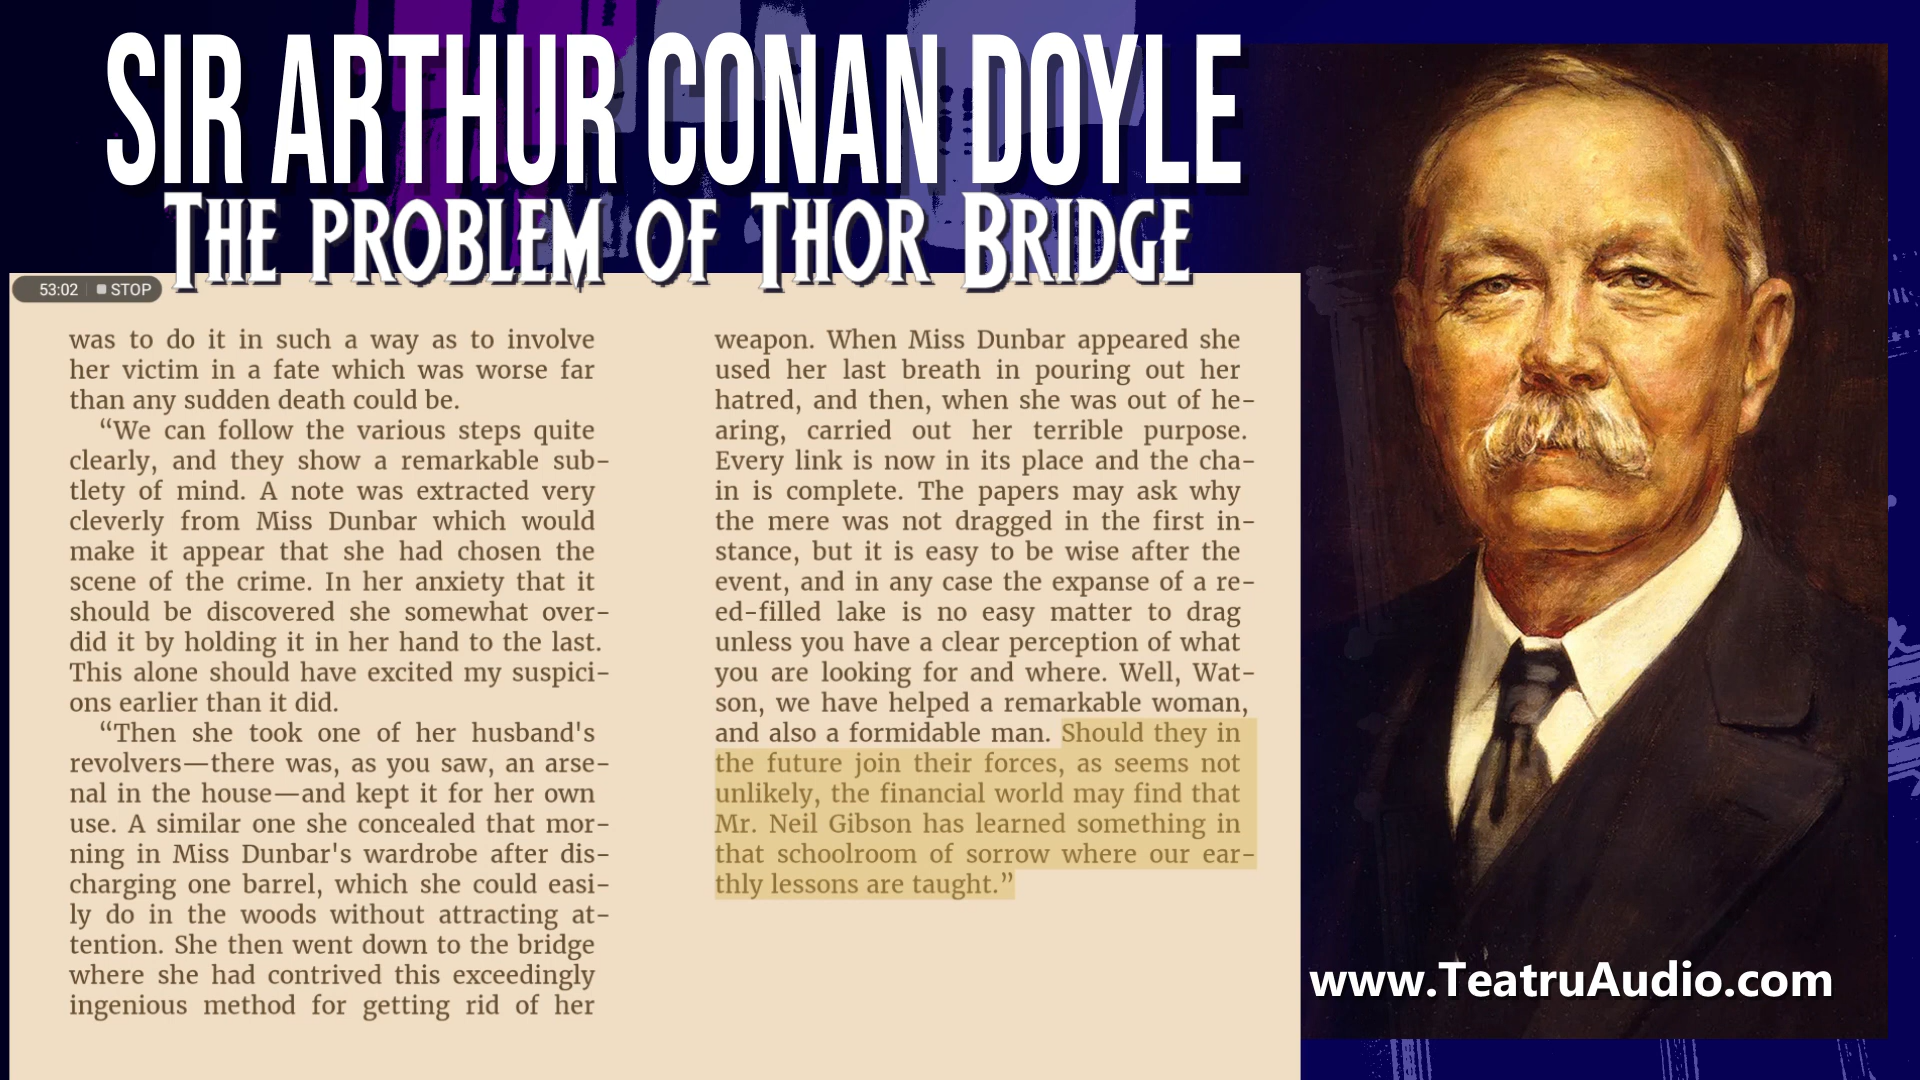 SIR ARTHUR CONAN DOYLE
THE PROBLEM OF THOR BRIDGE
53:02 STOP
was to do it in such a way as to involve
her victim in a fate which was worse far
than any sudden death could be.
“We can follow the various steps quite
clearly, and they show a remarkable sub-
tlety of mind. A note was extracted very
cleverly from Miss Dunbar which would
make it appear that she had chosen the
scene of the crime. In her anxiety that it
should be discovered she somewhat over-
did it by holding it in her hand to the last.
This alone should have excited my suspici-
ons earlier than it did.
“Then she took one of her husband's
revolvers—there was, as you saw, an arse-
nal in the house—and kept it for her own
use. A similar one she concealed that mor-
ning in Miss Dunbar's wardrobe after dis-
charging one barrel, which she could easi-
ly do in the woods without attracting at-
tention. She then went down to the bridge
where she had contrived this exceedingly
ingenious method for getting rid of her
weapon. When Miss Dunbar appeared she
used her last breath in pouring out her
hatred, and then, when she was out of he-
aring, carried out her terrible purpose.
Every link is now in its place and the cha-
in is complete. The papers may ask why
the mere was not dragged in the first in-
stance, but it is easy to be wise after the
event, and in any case the expanse of a re-
ed-filled lake is no easy matter to drag
unless you have a clear perception of what
you are looking for and where. Well, Wat-
son, we have helped a remarkable woman,
and also a formidable man. Should they in
the future join their forces, as seems not
unlikely, the financial world may find that
Mr. Neil Gibson has learned something in
that schoolroom of sorrow where our ear-
thly lessons are taught.”
www.TeatruAudio.com